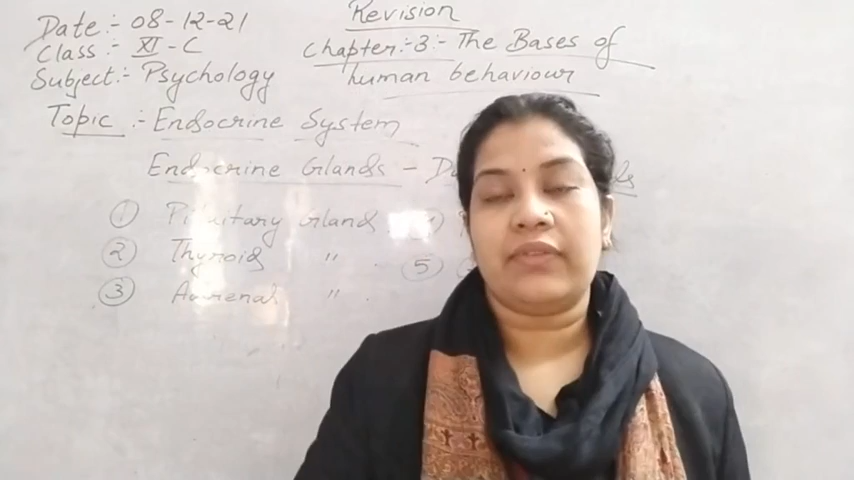 Date:- 08-12-21
Revision
Class:- XI-C
Chapter:-3:- The Bases of
Subject:- Psychology
human behaviour
Topic :- Endocrine System
Endocrine Glands -
① Pituitary Gland
② Thyroid " .
⑤
③ Adrenal " .